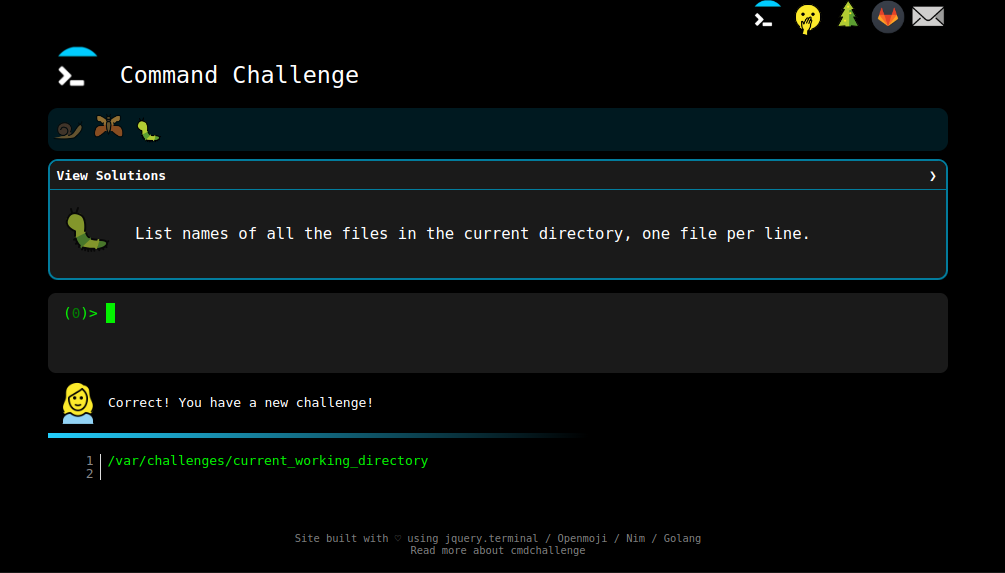 Command Challenge
View Solutions ❯
List names of all the files in the current directory, one file per line.
(0)>
Correct! You have a new challenge!
1 /var/challenges/current_working_directory
2
Site built with ♡ using jquery.terminal / Openmoji / Nim / Golang
Read more about cmdchallenge